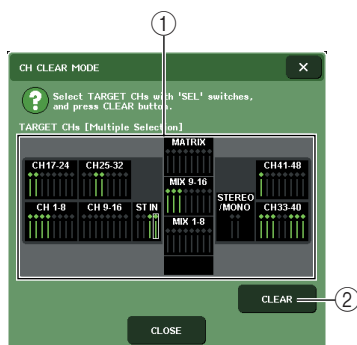 1
CH CLEAR MODE
×
? Select TARGET CHs with 'SEL' switches,
and press CLEAR button.
TARGET CHs [Multiple Selection]
MATRIX
CH17-24 CH25-32 CH41-48
MIX 9-16
CH 1-8 CH 9-16 ST IN STEREO
/MONO CH33-40
MIX 1-8
CLEAR 2
CLOSE